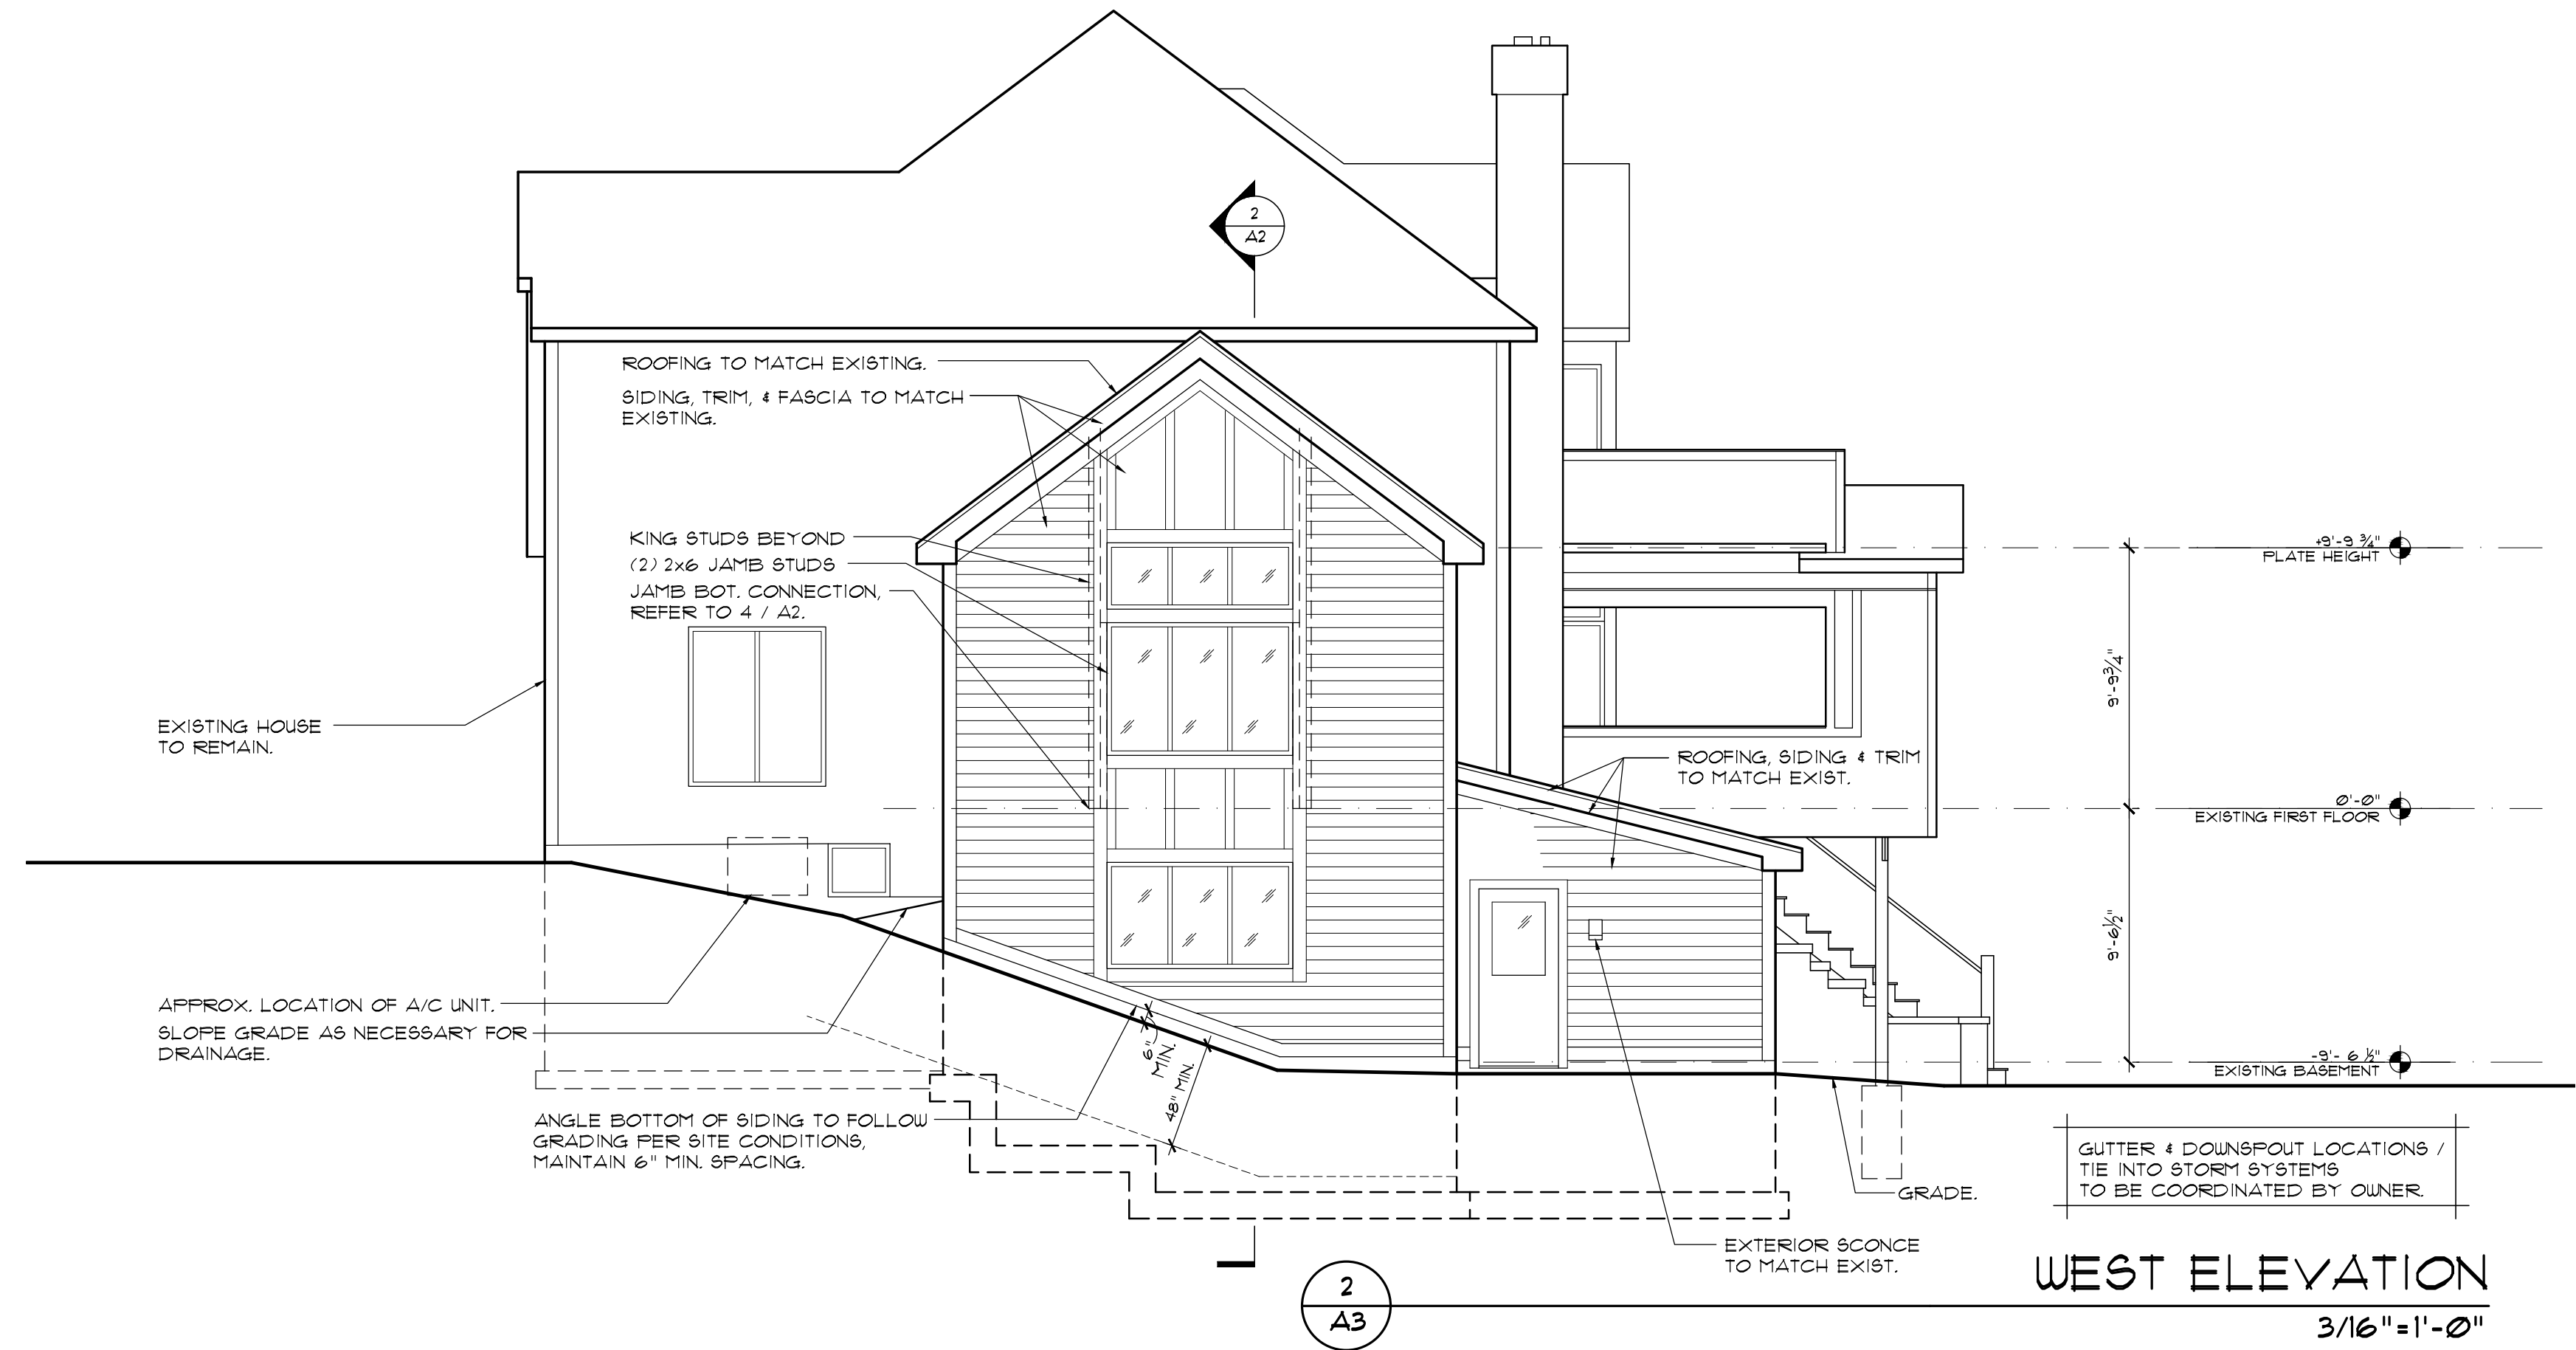 2
A2
ROOFING TO MATCH EXISTING.
SIDING, TRIM, & FASCIA TO MATCH
EXISTING.
KING STUDS BEYOND
(2) 2x6 JAMB STUDS
JAMB BOT. CONNECTION,
REFER TO 4 / A2.
EXISTING HOUSE
TO REMAIN.
ROOFING, SIDING & TRIM
TO MATCH EXIST.
+9'-9 3/4"
PLATE HEIGHT
9'-9 3/4"
0'-0"
EXISTING FIRST FLOOR
9'-6 1/2"
-9'- 6 1/2"
EXISTING BASEMENT
APPROX. LOCATION OF A/C UNIT.
SLOPE GRADE AS NECESSARY FOR
DRAINAGE.
6"
MIN.
48" MIN.
ANGLE BOTTOM OF SIDING TO FOLLOW
GRADING PER SITE CONDITIONS,
MAINTAIN 6" MIN. SPACING.
GRADE.
GUTTER & DOWNSPOUT LOCATIONS /
TIE INTO STORM SYSTEMS
TO BE COORDINATED BY OWNER.
EXTERIOR SCONCE
TO MATCH EXIST.
2
A3
WEST ELEVATION
3/16"=1'-0"